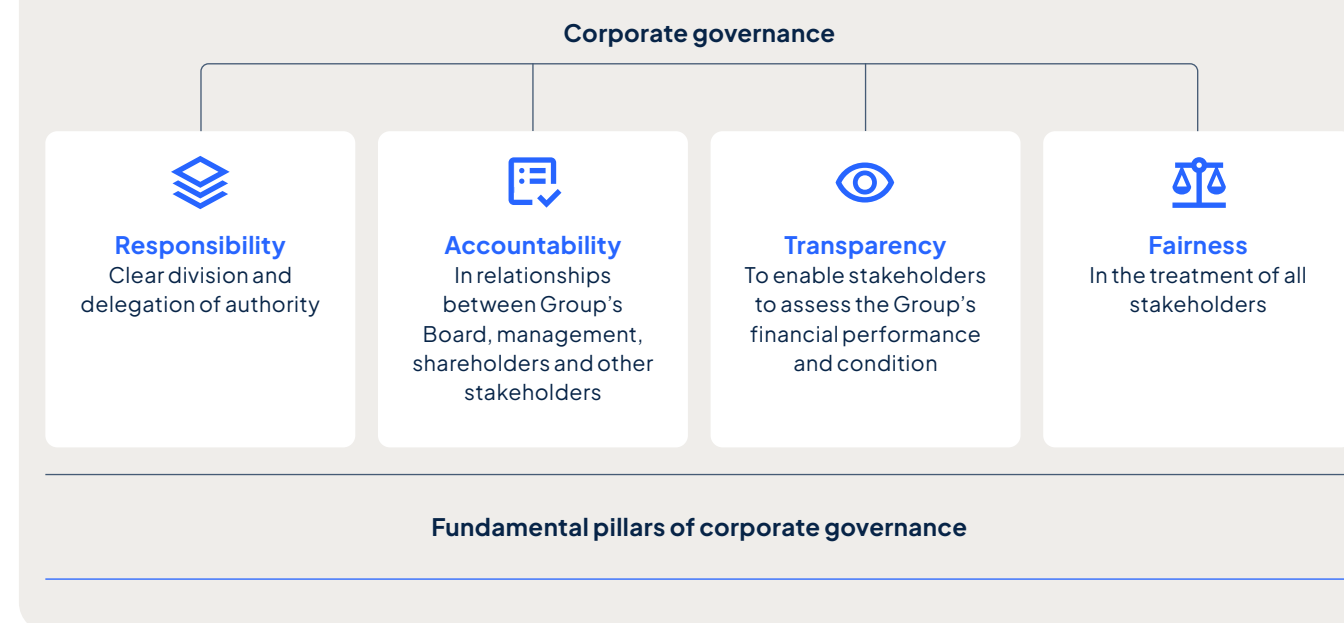 Corporate governance
Responsibility
Clear division and
delegation of authority
Accountability
In relationships
between Group’s
Board, management,
shareholders and other
stakeholders
Transparency
To enable stakeholders
to assess the Group’s
financial performance
and condition
Fairness
In the treatment of all
stakeholders
Fundamental pillars of corporate governance